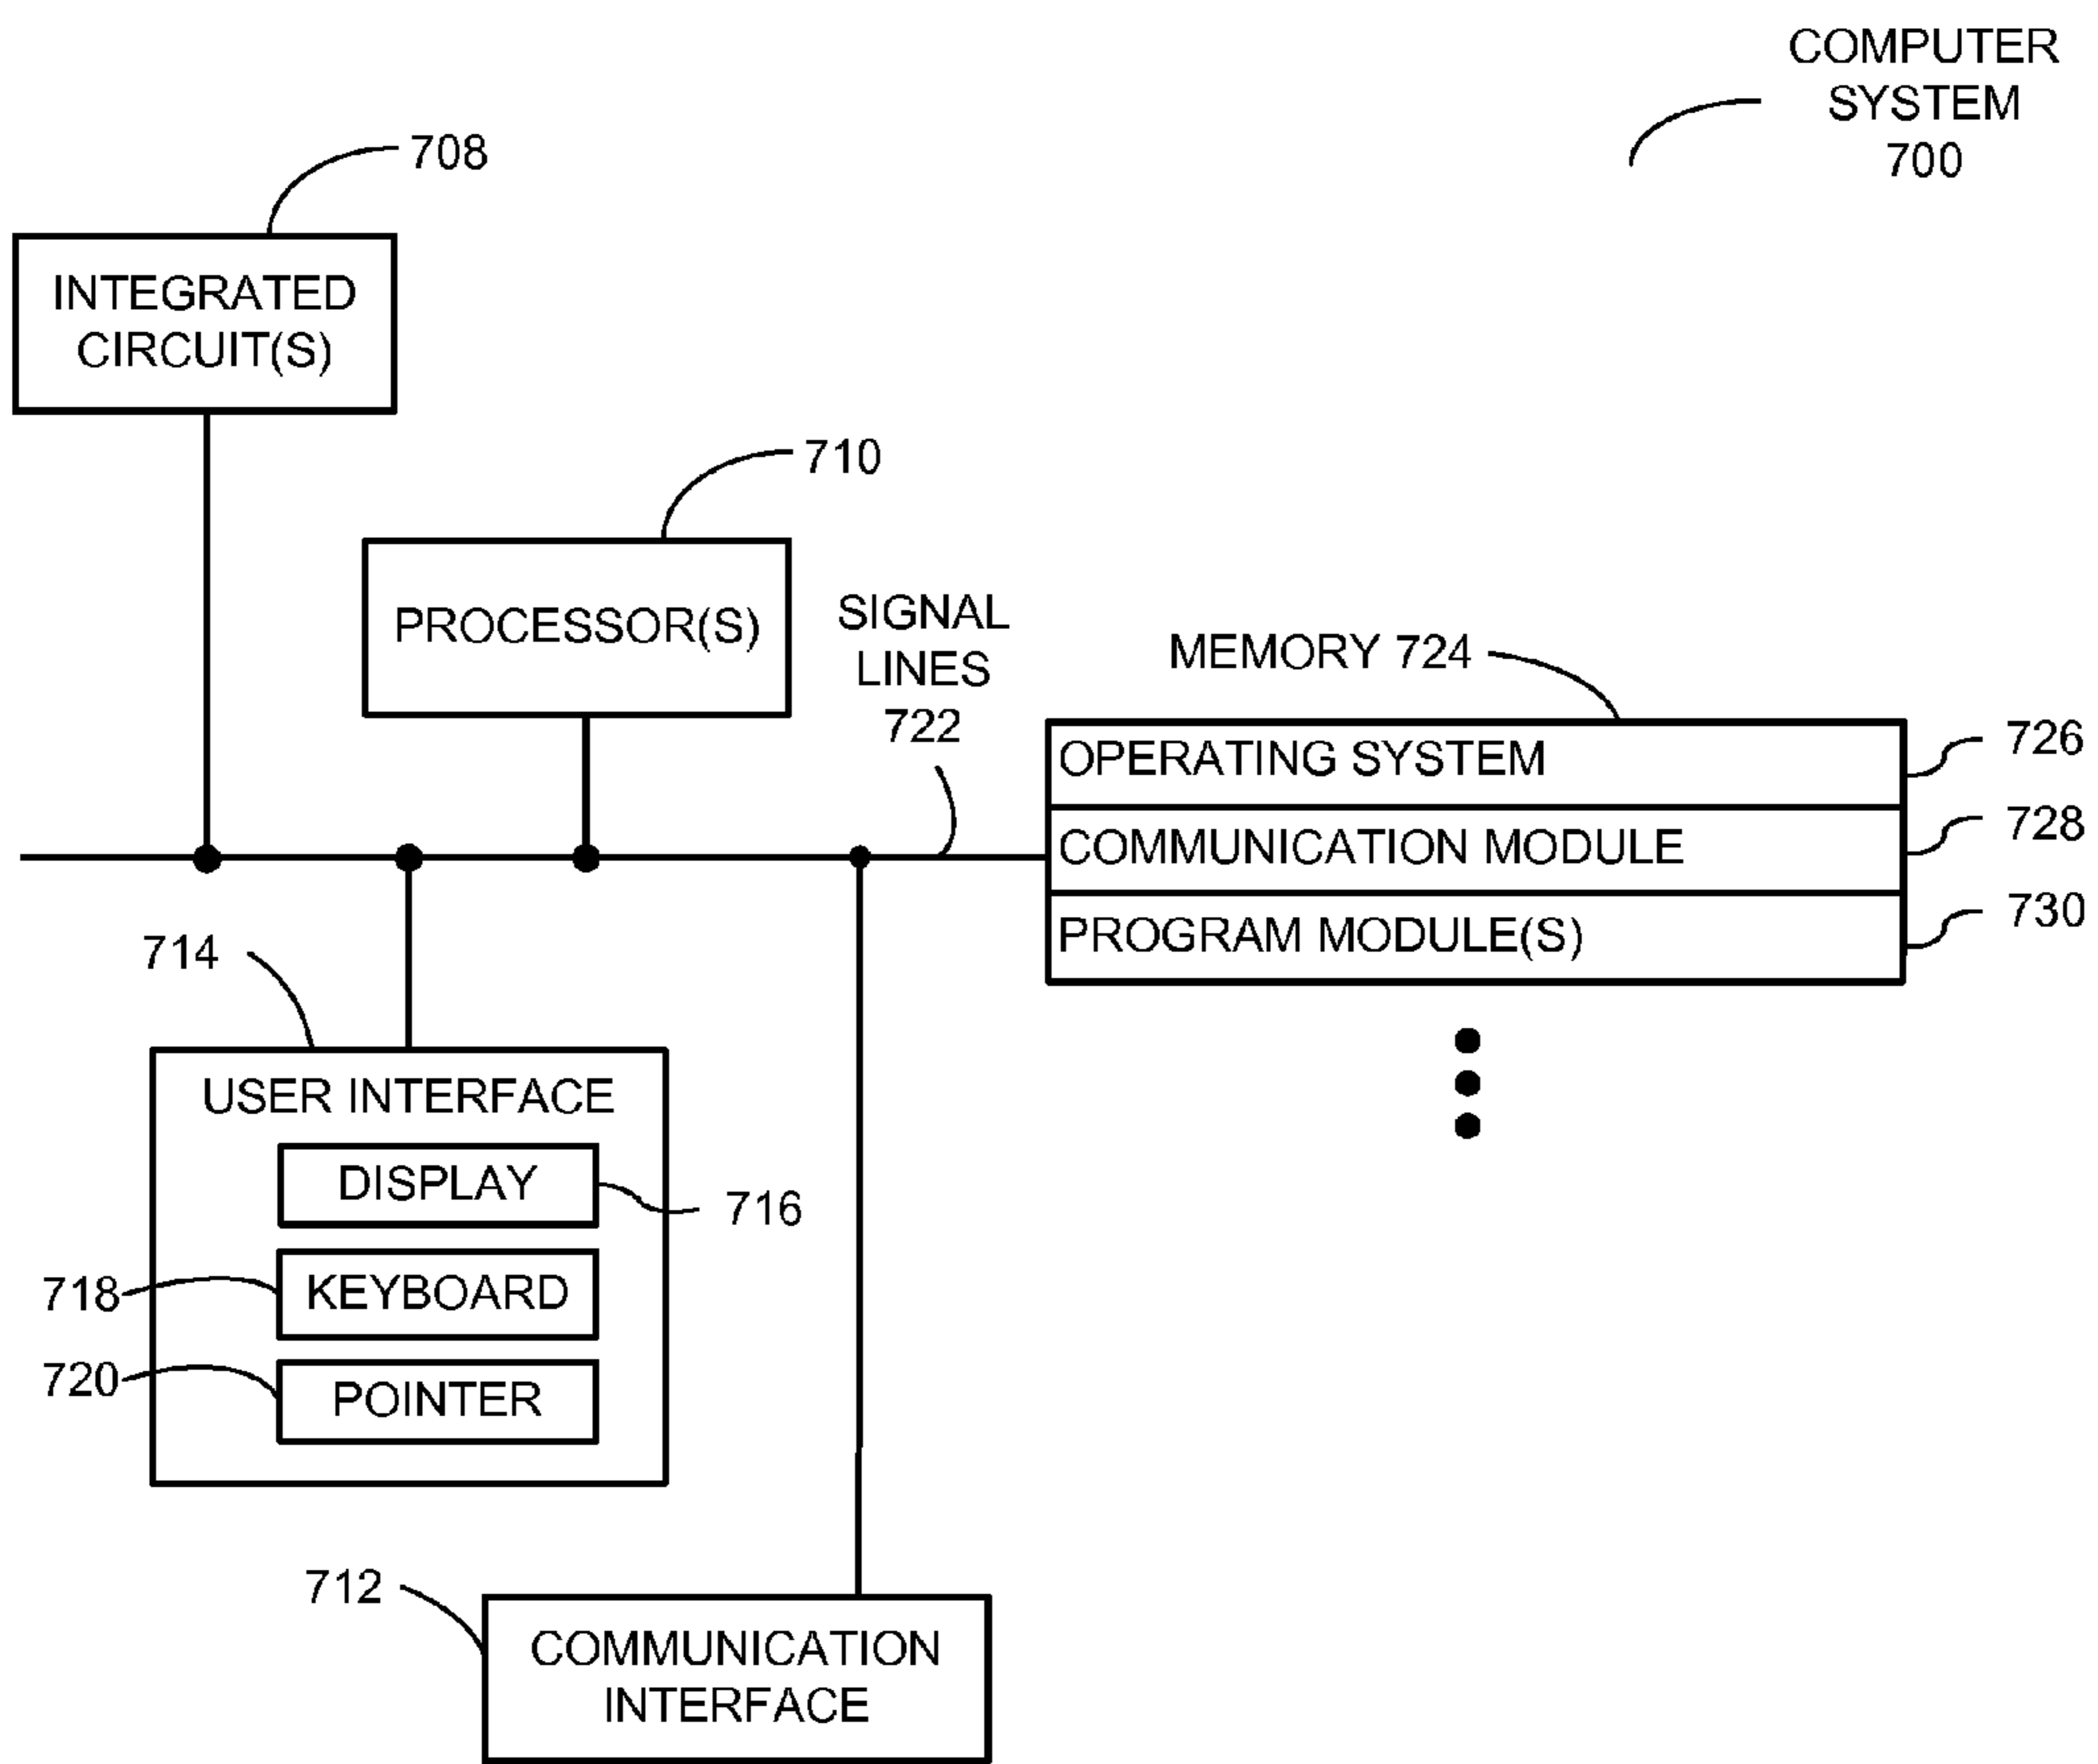 COMPUTER
SYSTEM
700
708
INTEGRATED
CIRCUIT(S)
710
PROCESSOR(S)
SIGNAL
LINES
722
MEMORY 724
OPERATING SYSTEM
726
COMMUNICATION MODULE
728
PROGRAM MODULE(S)
730
714
USER INTERFACE
DISPLAY
716
718
KEYBOARD
720
POINTER
712
COMMUNICATION
INTERFACE